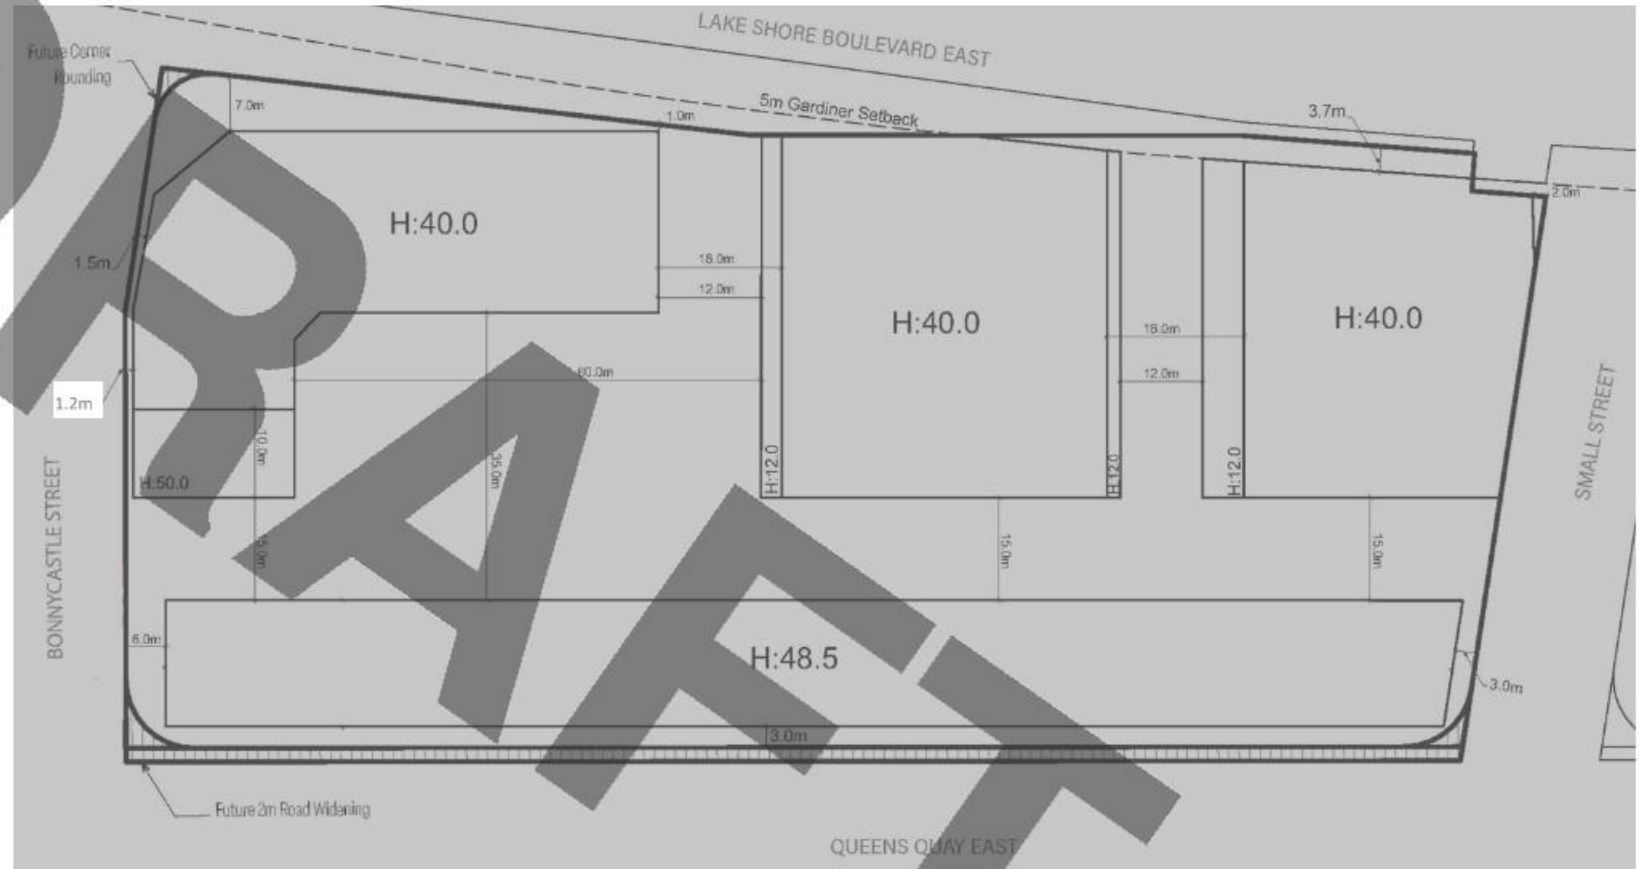 LAKE SHORE BOULEVARD EAST
Future Corner
Rounding
7.0m
1.0m
5m Gardiner Setback
3.7m
2.0m
H:40.0
1.5m
18.0m
12.0m
H:40.0
H:40.0
18.0m
12.0m
60.0m
1.2m
10.0m
35.0m
H:50.0
H:12.0
H:12.0
H:12.0
SMALL STREET
BONNYCASTLE STREET
15.0m
15.0m
15.0m
6.0m
H:48.5
3.0m
3.0m
Future 2m Road Widening
QUEENS QUAY EAST
DRAFT